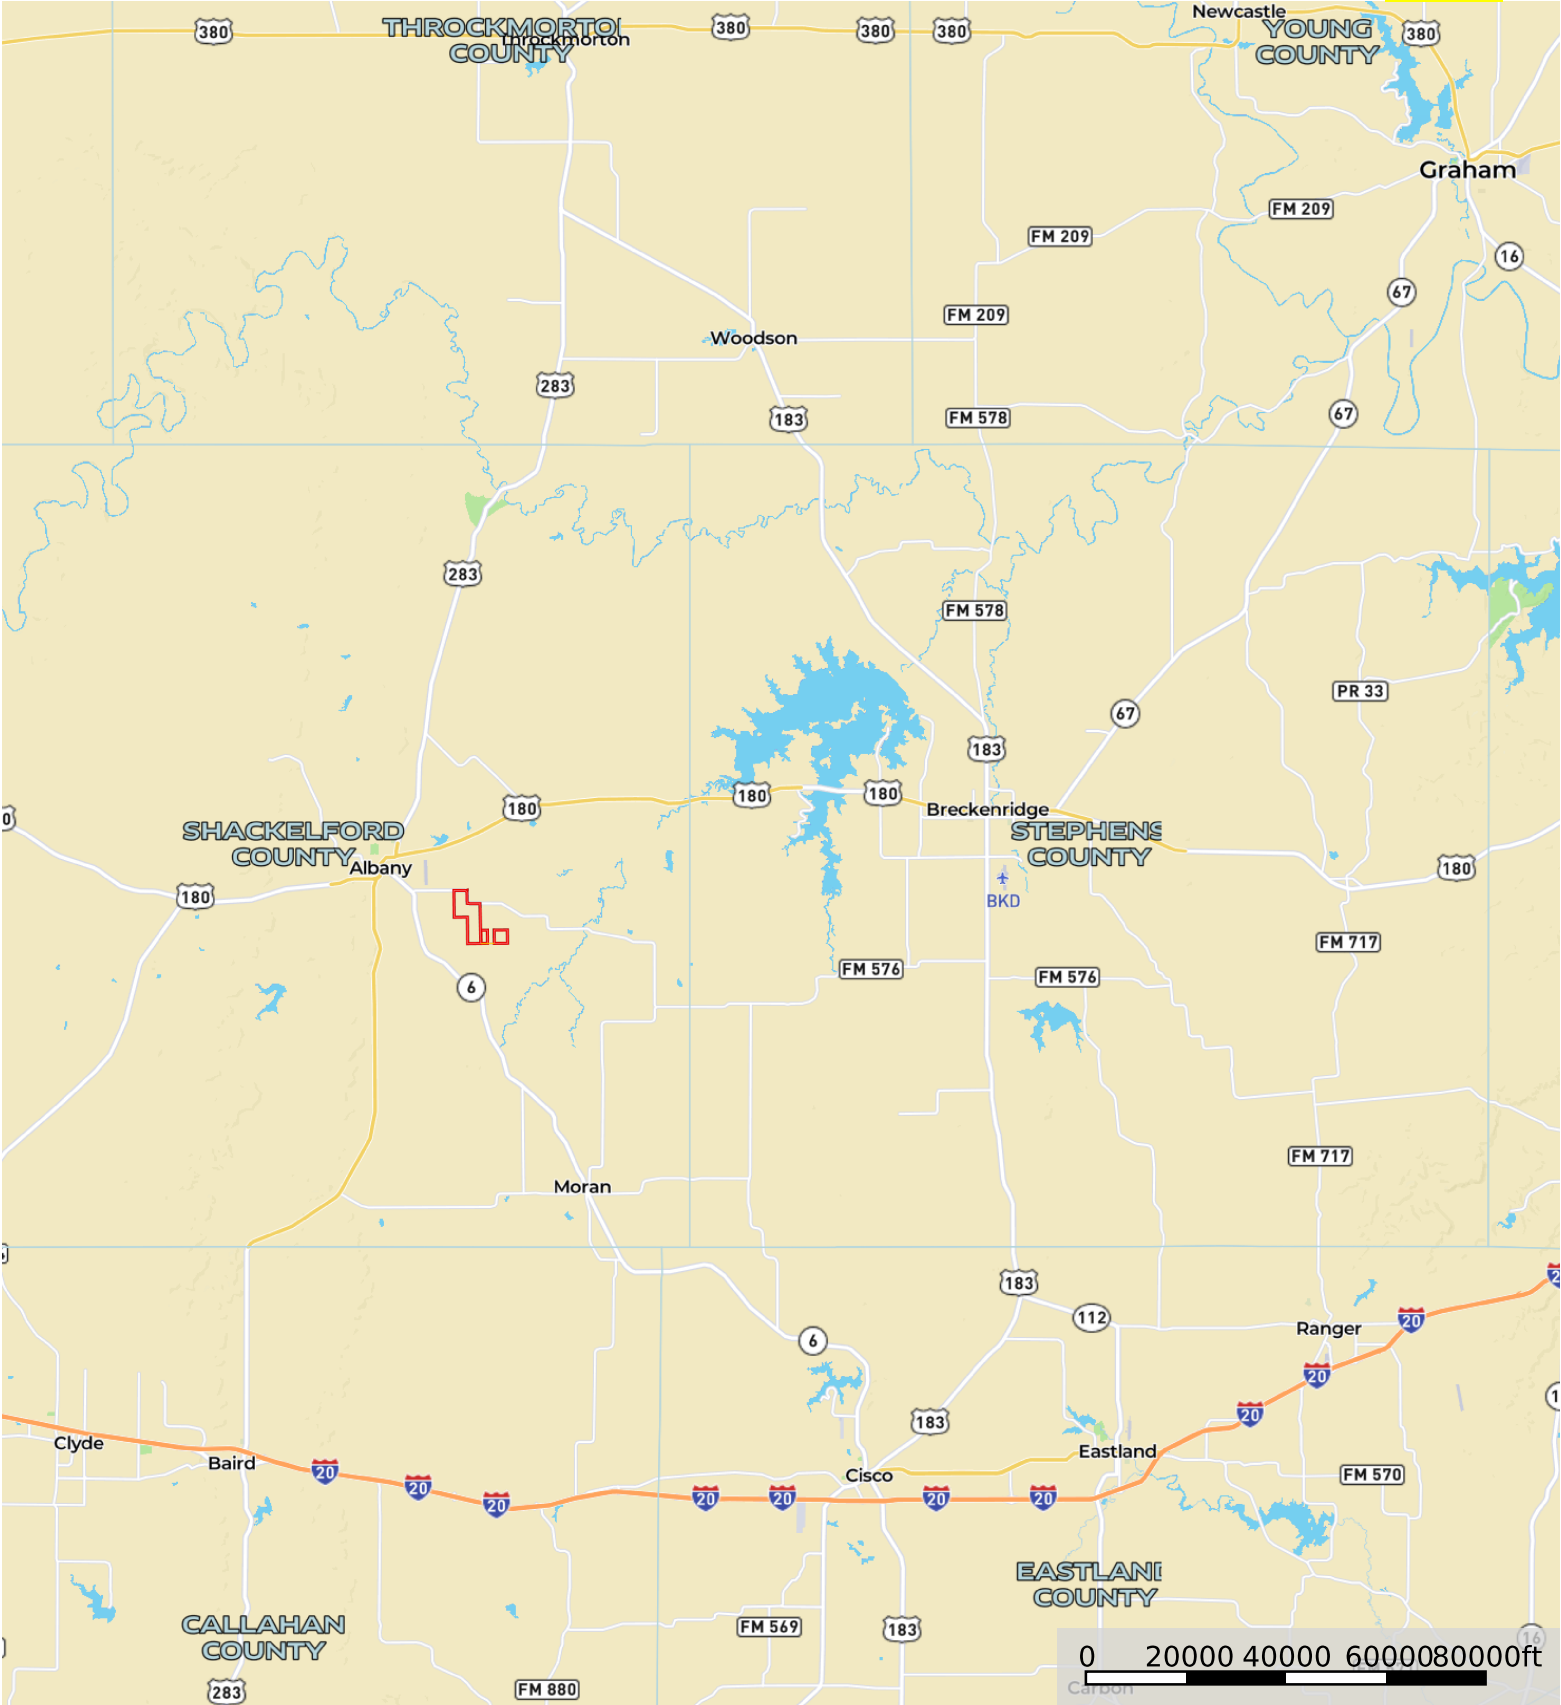 Newcastle
THROCKMORTO
Throckmorton
COUNTY
YOUNG
COUNTY
380
380
380
380
380
Graham
FM 209
FM 209
16
67
FM 209
Woodson
283
183
FM 578
67
283
FM 578
PR 33
67
183
180
180
180
Breckenridge
SHACKELFORD
COUNTY
STEPHENS
COUNTY
0
Albany
180
180
BKD
FM 717
FM 576
FM 576
6
FM 717
Moran
183
112
20
Ranger
6
20
20
183
Clyde
Baird
Eastland
Cisco
FM 570
20
20
20
20
20
20
20
EASTLAND
COUNTY
CALLAHAN
COUNTY
FM 569
183
16
0 20000 40000 60000 80000ft
Carbon
283
FM 880